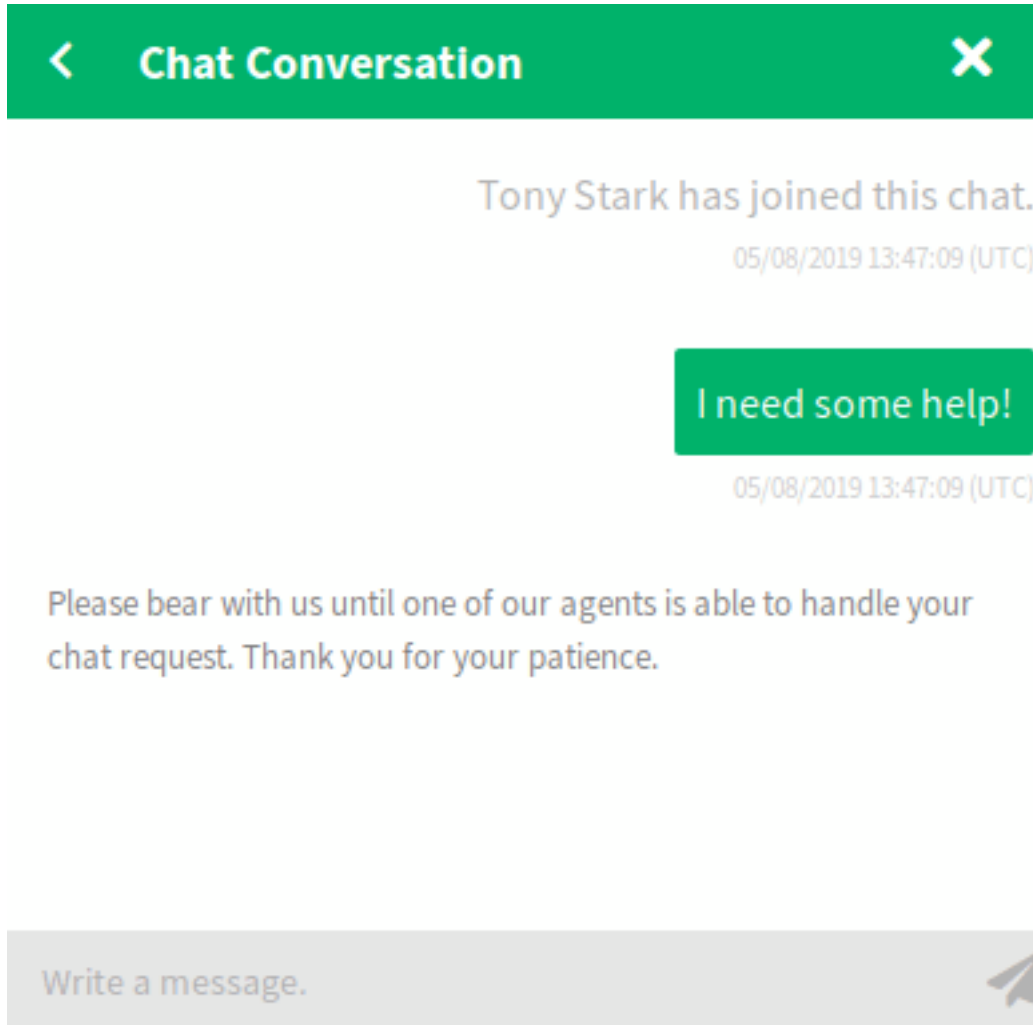 Chat Conversation
Tony Stark has joined this chat.
05/08/2019 13:47:09 (UTC)
I need some help!
05/08/2019 13:47:09 (UTC)
Please bear with us until one of our agents is able to handle your
chat request. Thank you for your patience.
Write a message.